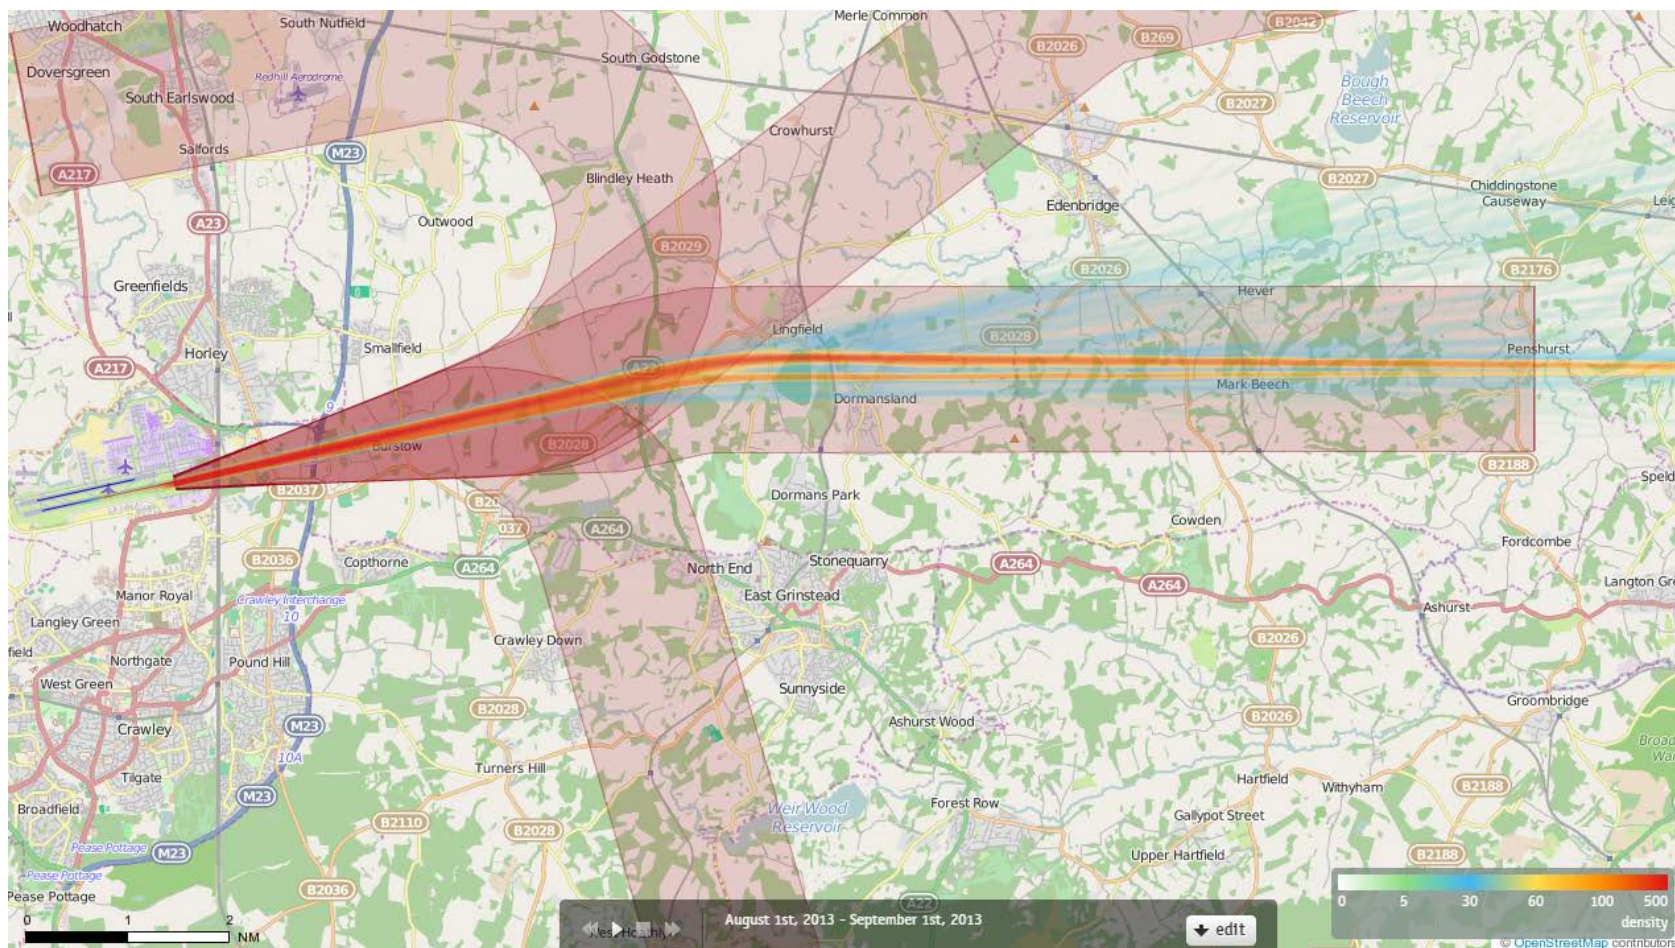 Woodhatch
South Nutfield
Merle Common
B2042
B269
B2026
South Godstone
Doversgreen
Redhill Aerodrome
South Earlswood
Bough
Beech
Reservoir
B2027
Crowhurst
Salfords
M23
A217
Blindley Heath
B2027
Chiddingstone
Causeway
Edenbridge
A23
Outwood
B2029
B2026
B2176
Greenfields
Hever
Lingfield
B2028
Smallfield
Horley
Penshurst
A217
A22
Mark Beech
Dormansland
9
Burstow
B2028
B2188
B2037
Dormans Park
Cowden
A264
Fordcombe
B2036
Copthorne
A264
North End
Stonequarry
A264
A264
Manor Royal
East Grinstead
Crawley Interchange
10
Ashurst
Langley Green
Crawley Down
B2026
Northgate
Pound Hill
West Green
Sunnyside
Groombridge
B2028
Ashurst Wood
B2026
M23
Crawley
10A
Turners Hill
Tilgate
Hartfield
Withyham
B2188
M23
Broadfield
Weir Wood
Reservoir
Forest Row
Gallypot Street
B2110
B2028
Pease Pottage
M23
Upper Hartfield
B2188
Pease Pottage
B2036
Pease Pottage
A22
0 1 2 NM
August 1st, 2013 - September 1st, 2013
edit
0 5 30 60 100 500
density
© OpenStreetMap